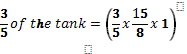 3/5 of the tank = (3/5 x 15/8 x 1)